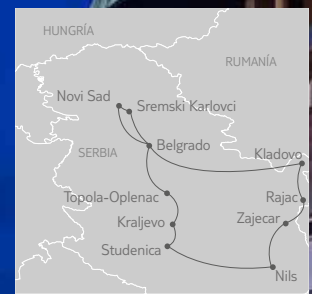 HUNGRÍA
RUMANÍA
Novi Sad
Sremski Karlovci
Belgrado
SERBIA
Kladovo
Topola-Oplenac
Rajac
Kraljevo
Zajecar
Studenica
Nils